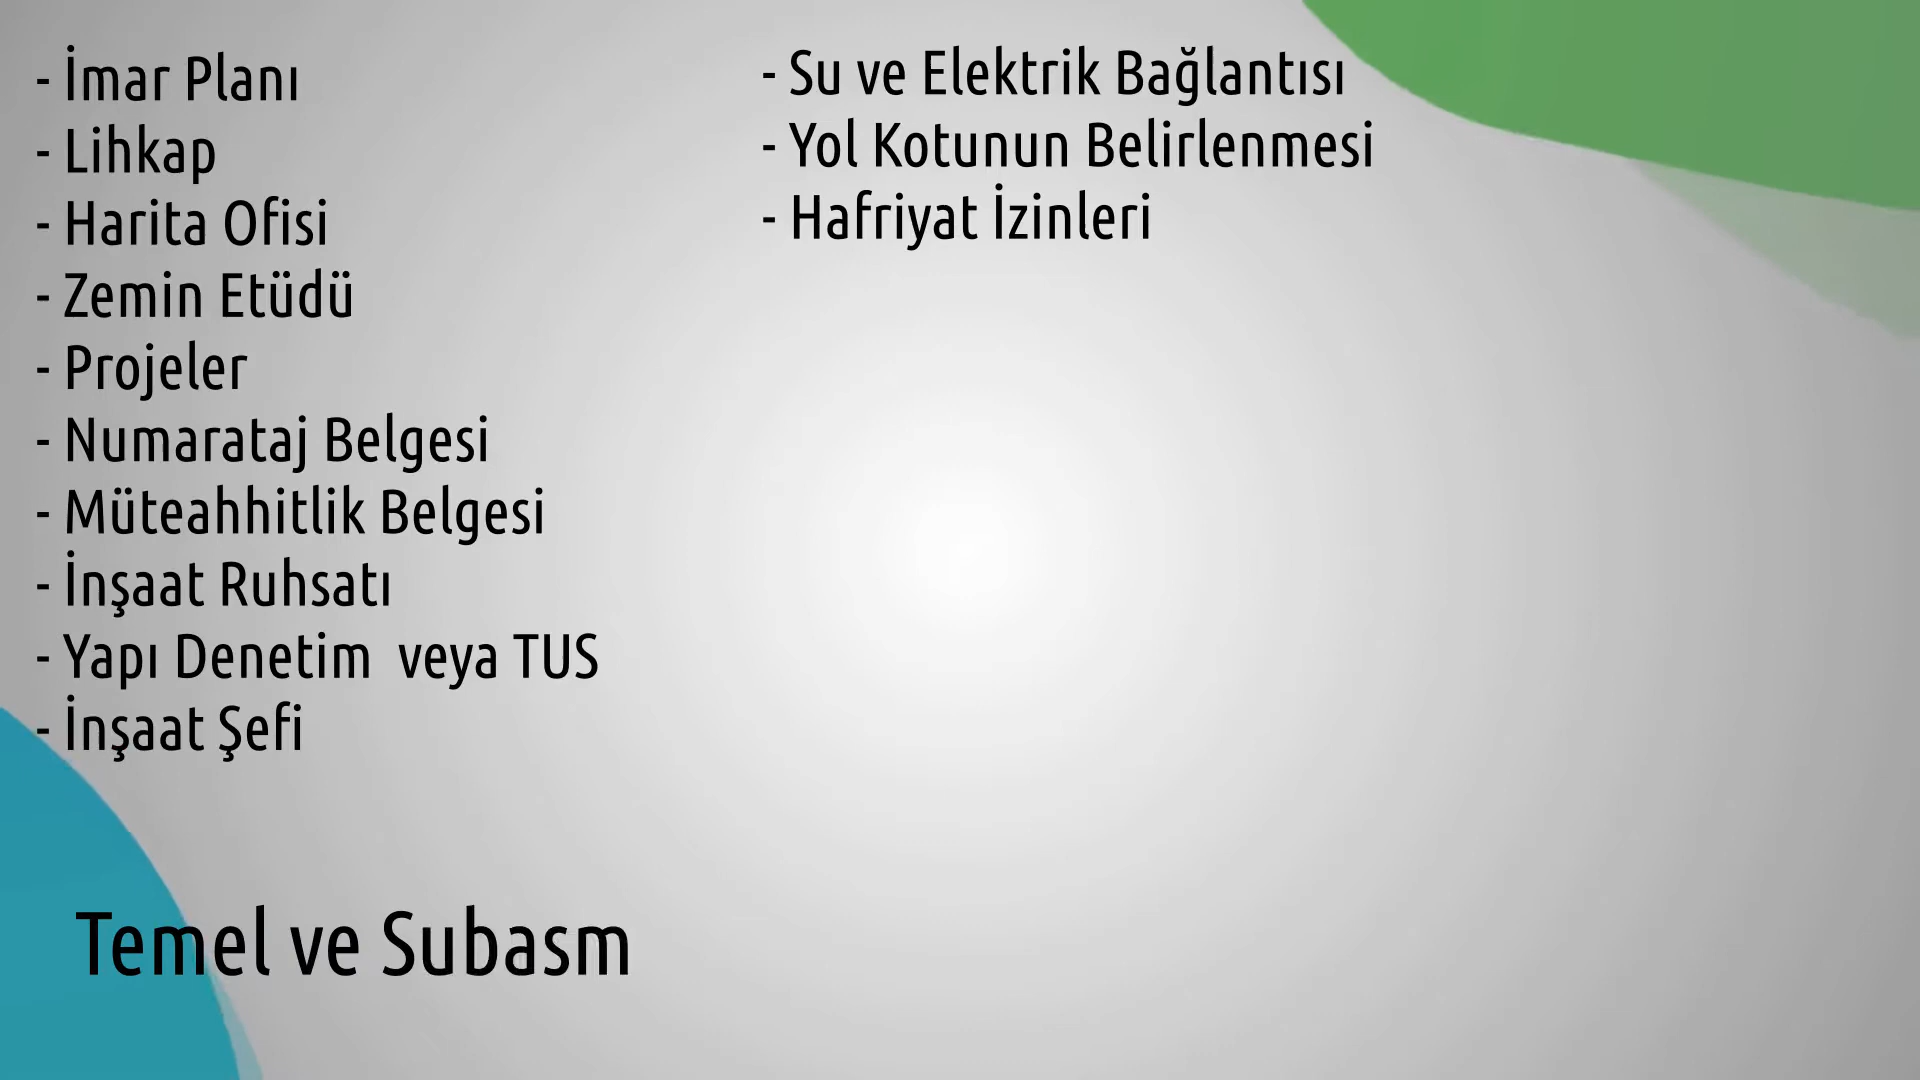 - İmar Planı
- Lihkap
- Harita Ofisi
- Zemin Etüdü
- Projeler
- Numarataj Belgesi
- Müteahhitlik Belgesi
- İnşaat Ruhsatı
- Yapı Denetim  veya TUS
- İnşaat Şefi
- Su ve Elektrik Bağlantısı
- Yol Kotunun Belirlenmesi
- Hafriyat İzinleri
Temel ve Subasm